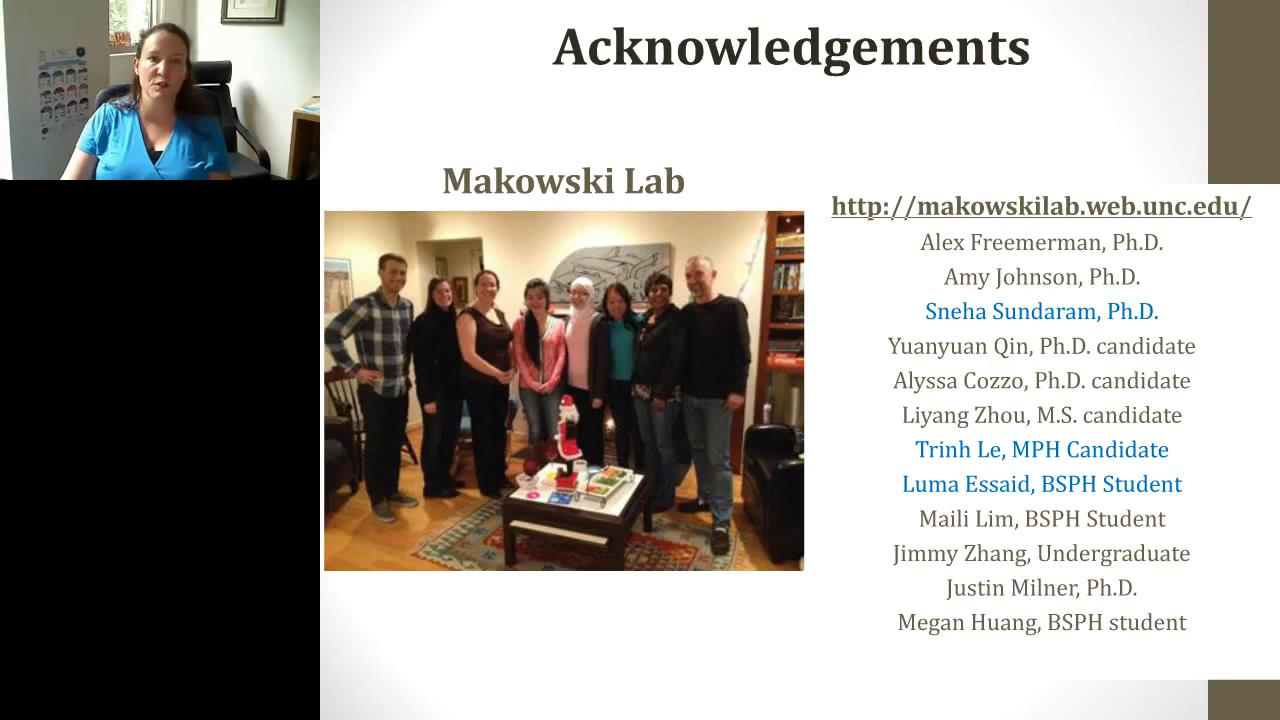 Acknowledgements
Makowski Lab
http://makowskilab.web.unc.edu/
Alex Freemerman, Ph.D.
Amy Johnson, Ph.D.
Sneha Sundaram, Ph.D.
Yuanyuan Qin, Ph.D. candidate
Alyssa Cozzo, Ph.D. candidate
Liyang Zhou, M.S. candidate
Trinh Le, MPH Candidate
Luma Essaid, BSPH Student
Maili Lim, BSPH Student
Jimmy Zhang, Undergraduate
Justin Milner, Ph.D.
Megan Huang, BSPH student